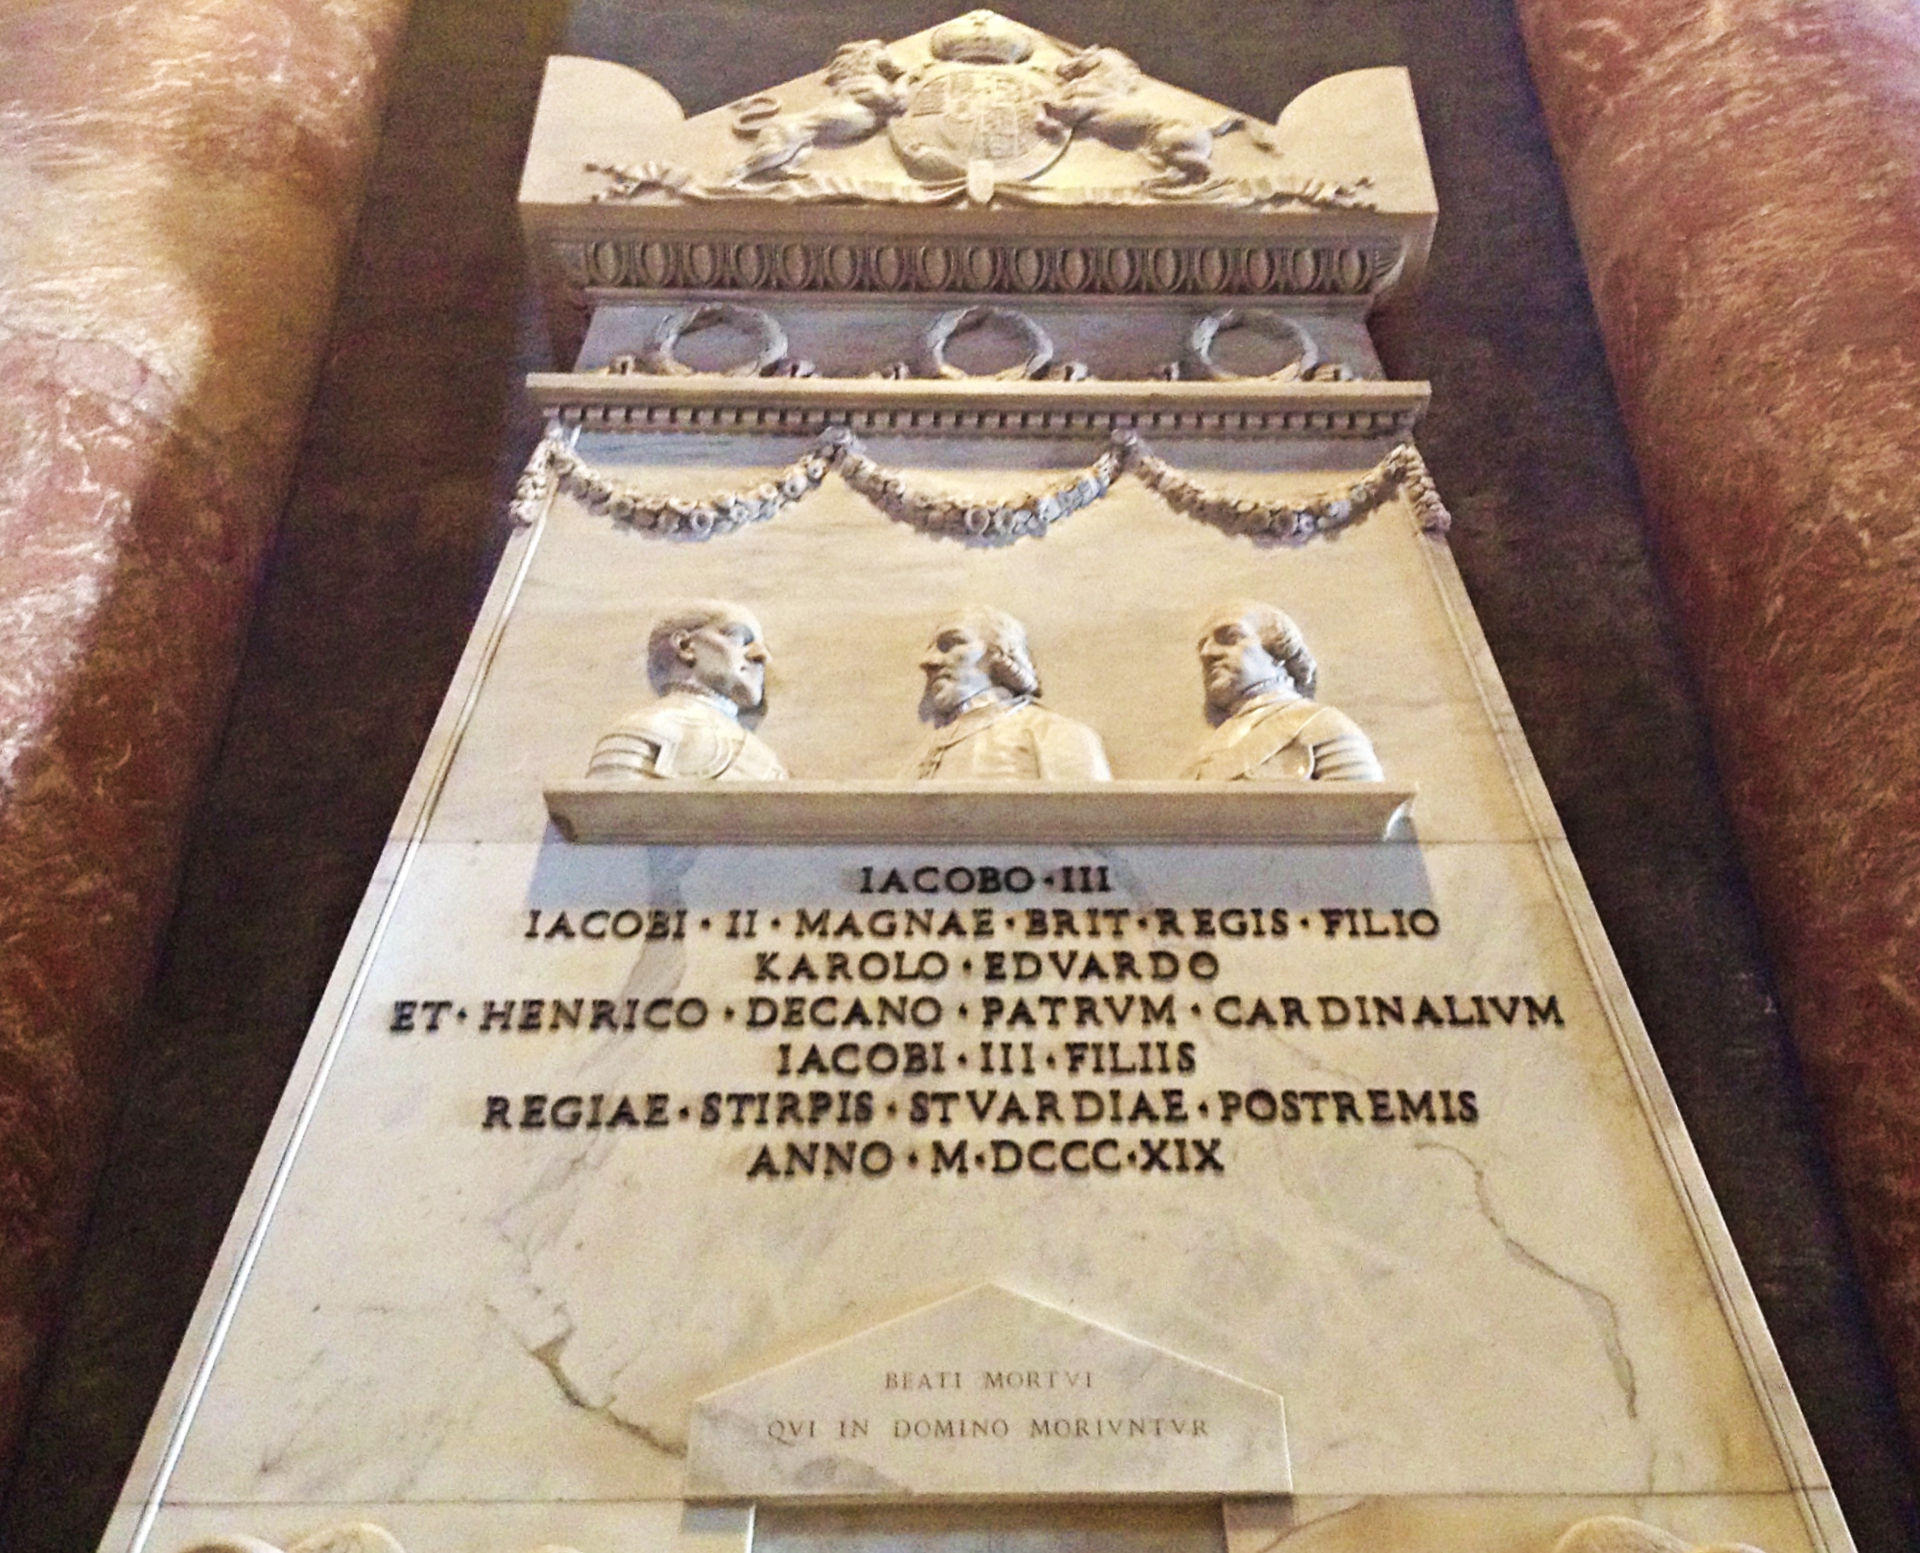 IACOBO·III
IACOBI·II·MAGNAE·BRIT·REGIS·FILIO
KAROLO·EDVARDO
ET·HENRICO·DECANO·PATRVM·CARDINALIVM
IACOBI·III·FILIIS
REGIAE·STIRPIS·STVARDIAE·POSTREMIS
ANNO·M·DCCC·XIX
BEATI MORTVI
QVI IN DOMINO MORIVNTVR